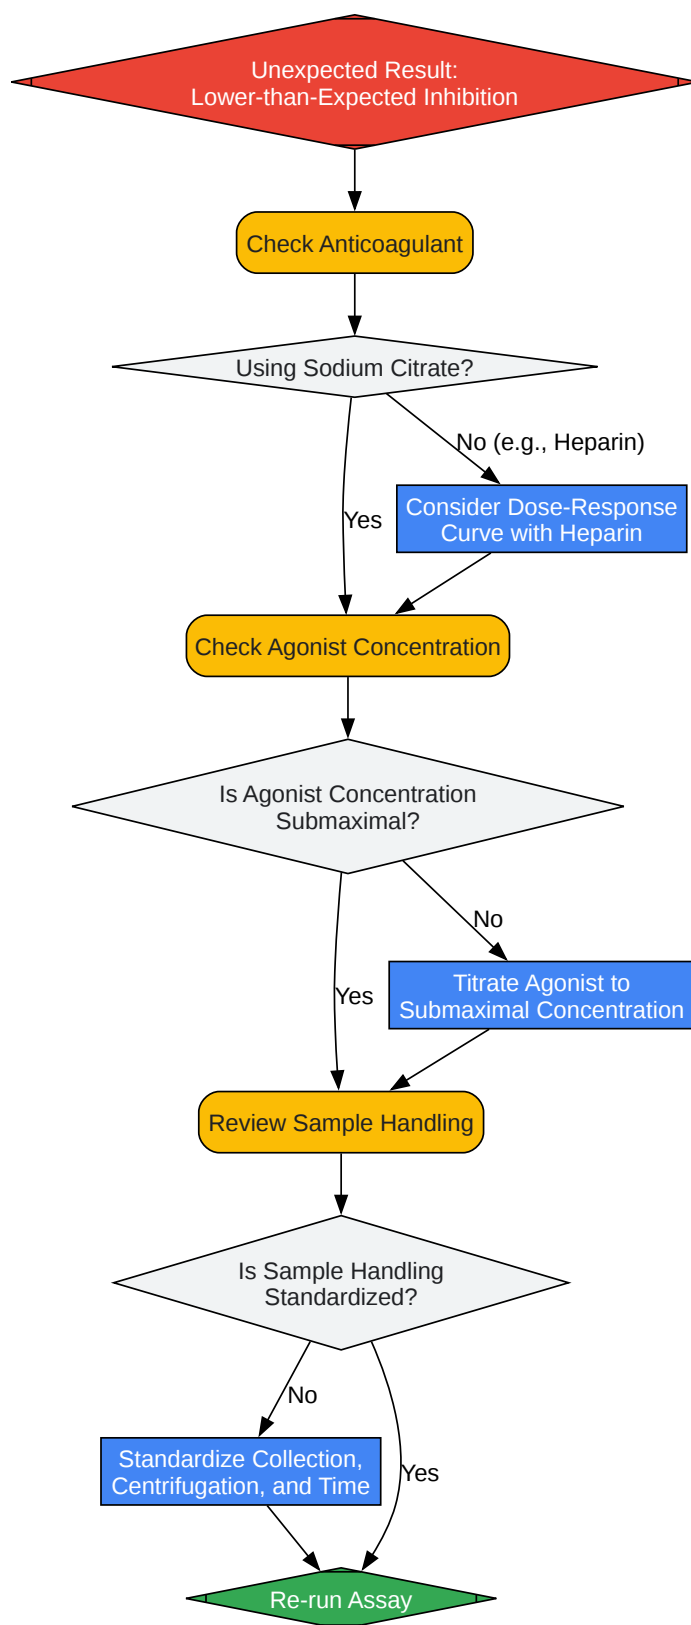 Unexpected Result:
Lower-than-Expected Inhibition
Check Anticoagulant
Using Sodium Citrate?
No (e.g., Heparin)
Yes
Consider Dose-Response
Curve with Heparin
Check Agonist Concentration
Is Agonist Concentration
Submaximal?
No
Yes
Titrate Agonist to
Submaximal Concentration
Review Sample Handling
Is Sample Handling
Standardized?
No
Yes
Standardize Collection,
Centrifugation, and Time
Re-run Assay